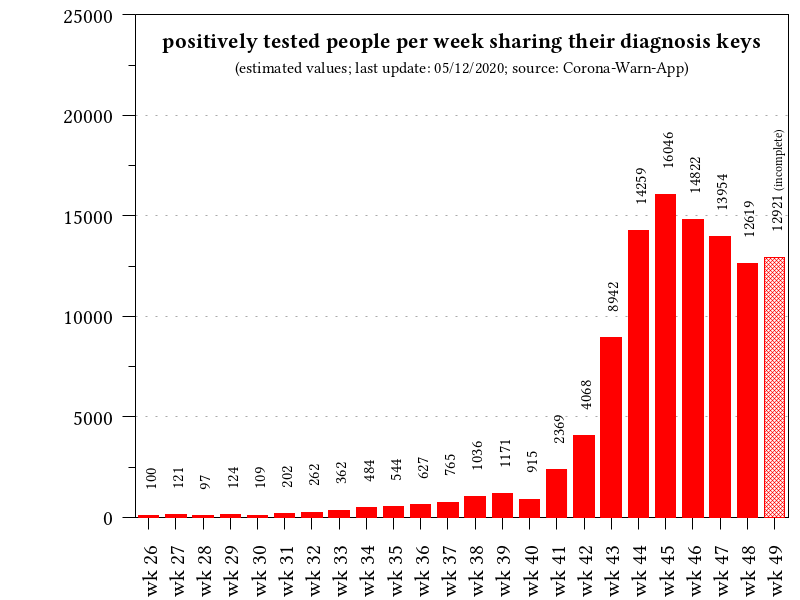 positively tested people per week sharing their diagnosis keys
(estimated values; last update: 05/12/2020; source: Corona-Warn-App)
25000
20000
15000
10000
5000
0
100
121
97
124
109
202
262
362
484
544
627
765
1036
1171
915
2369
4068
8942
14259
16046
14822
13954
12619
12921 (incomplete)
wk 26
wk 27
wk 28
wk 29
wk 30
wk 31
wk 32
wk 33
wk 34
wk 35
wk 36
wk 37
wk 38
wk 39
wk 40
wk 41
wk 42
wk 43
wk 44
wk 45
wk 46
wk 47
wk 48
wk 49